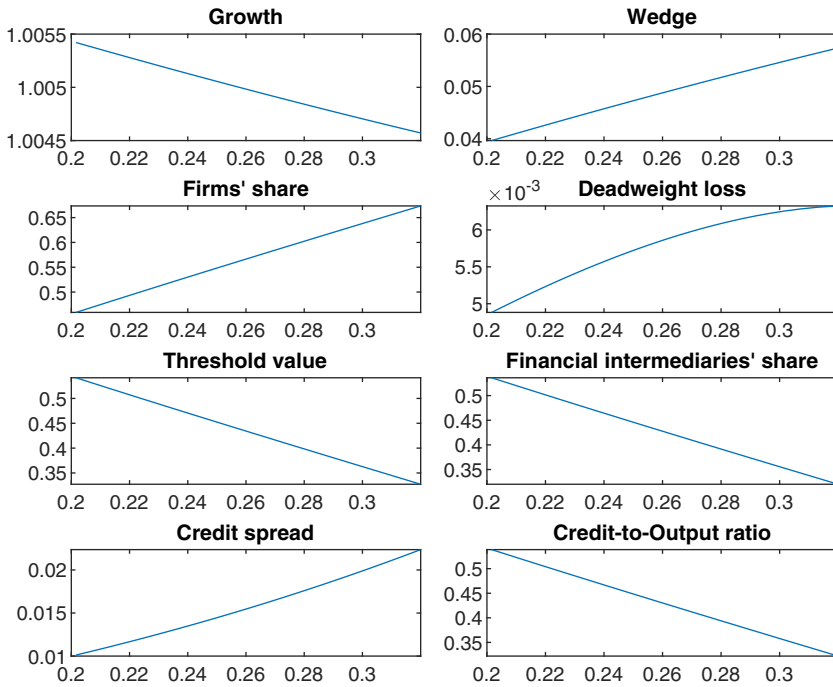 Growth
1.0055
1.005
1.0045
0.2 0.22 0.24 0.26 0.28 0.3
Wedge
0.06
0.05
0.04
0.2 0.22 0.24 0.26 0.28 0.3
Firms' share
0.65
0.6
0.55
0.5
0.2 0.22 0.24 0.26 0.28 0.3
×10⁻³ Deadweight loss
6
5.5
5
0.2 0.22 0.24 0.26 0.28 0.3
Threshold value
0.5
0.45
0.4
0.35
0.2 0.22 0.24 0.26 0.28 0.3
Financial intermediaries' share
0.5
0.45
0.4
0.35
0.2 0.22 0.24 0.26 0.28 0.3
Credit spread
0.02
0.015
0.01
0.2 0.22 0.24 0.26 0.28 0.3
Credit-to-Output ratio
0.5
0.45
0.4
0.35
0.2 0.22 0.24 0.26 0.28 0.3